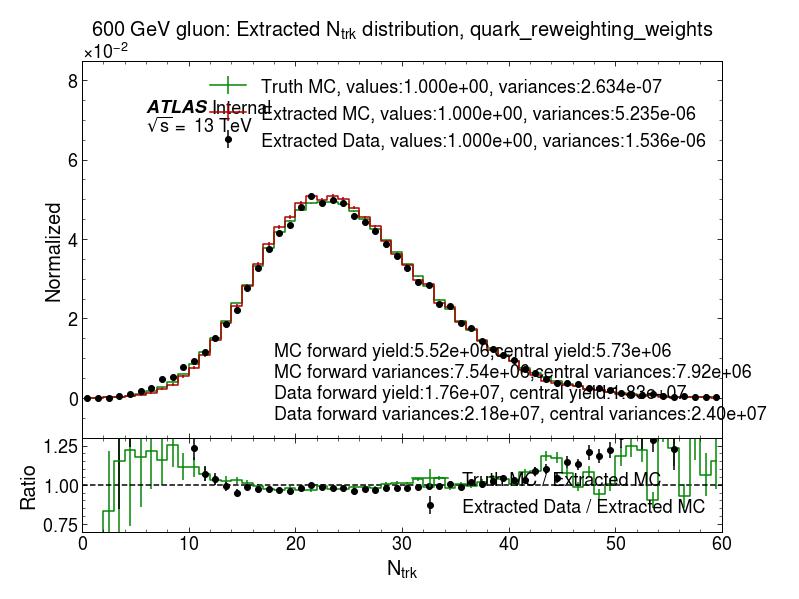 600 GeV gluon: Extracted Ntrk distribution, quark_reweighting_weights
×10−2
Truth MC, values:1.000e+00, variances:2.634e-07
ATLAS Internal
Extracted MC, values:1.000e+00, variances:5.235e-06
√s = 13 TeV
Extracted Data, values:1.000e+00, variances:1.536e-06
8
6
4
2
0
Normalized
MC forward yield:5.52e+06,central yield:5.73e+06
MC forward variances:7.54e+06,central variances:7.92e+06
Data forward yield:1.76e+07, central yield:1.83e+07
Data forward variances:2.18e+07, central variances:2.40e+07
1.25
1.00
0.75
Ratio
Truth MC / Extracted MC
Extracted Data / Extracted MC
0 10 20 30 40 50 60
Ntrk